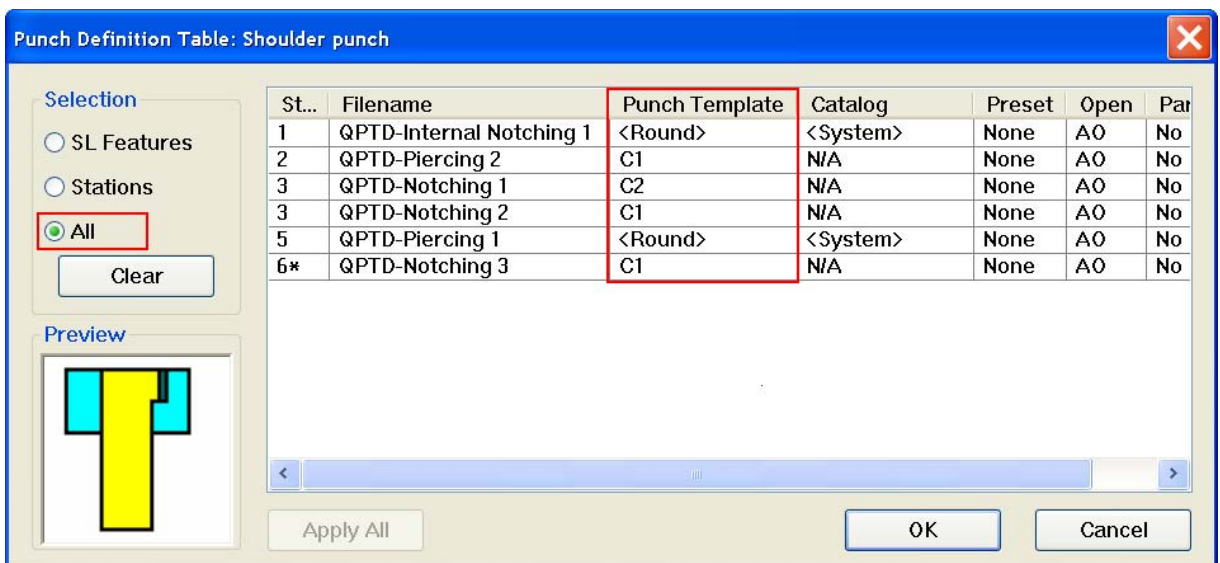 Punch Definition Table: Shoulder punch
Selection
SL Features
Stations
All
Clear
Preview
St... Filename Punch Template Catalog Preset Open Par
1 QPTD-Internal Notching 1 <Round> <System> None AO No
2 QPTD-Piercing 2 C1 N/A None AO No
3 QPTD-Notching 1 C2 N/A None AO No
3 QPTD-Notching 2 C1 N/A None AO No
5 QPTD-Piercing 1 <Round> <System> None AO No
6* QPTD-Notching 3 C1 N/A None AO No
Apply All
OK
Cancel